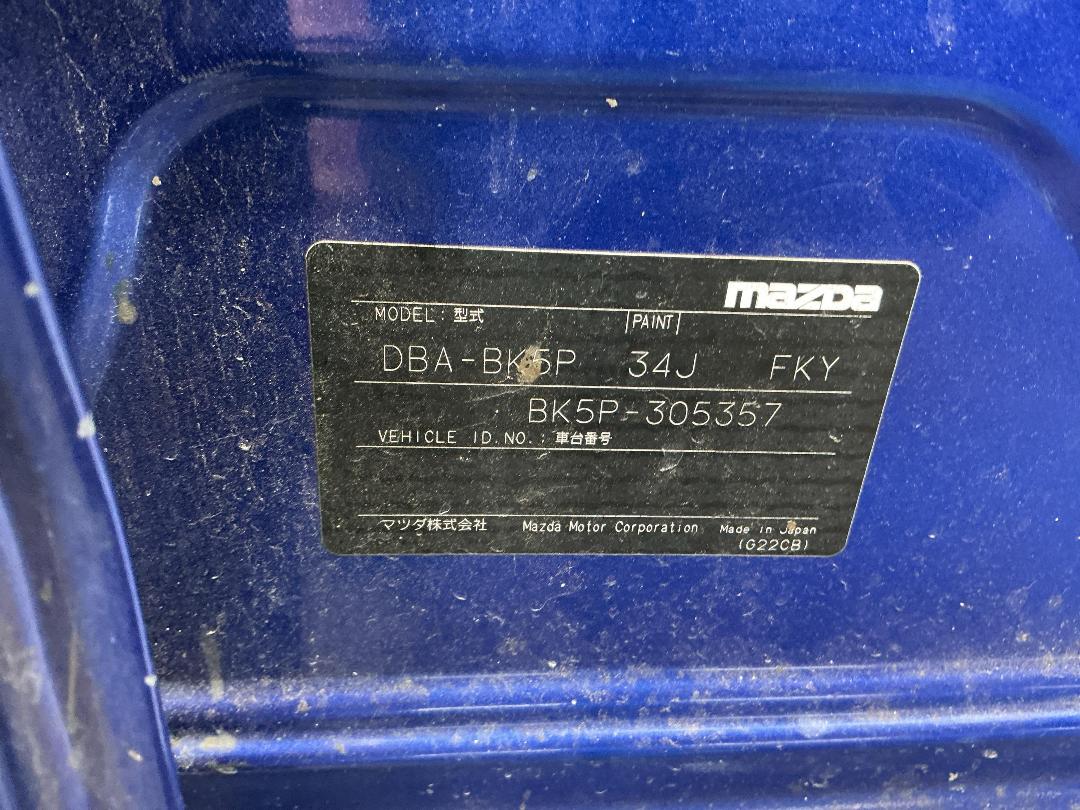 mazda
MODEL : 型式 |PAINT|
DBA-BK5P 34J FKY
BK5P-305357
VEHICLE ID.NO. : 車台番号
マツダ株式会社 Mazda Motor Corporation Made in Japan
(G22CB)